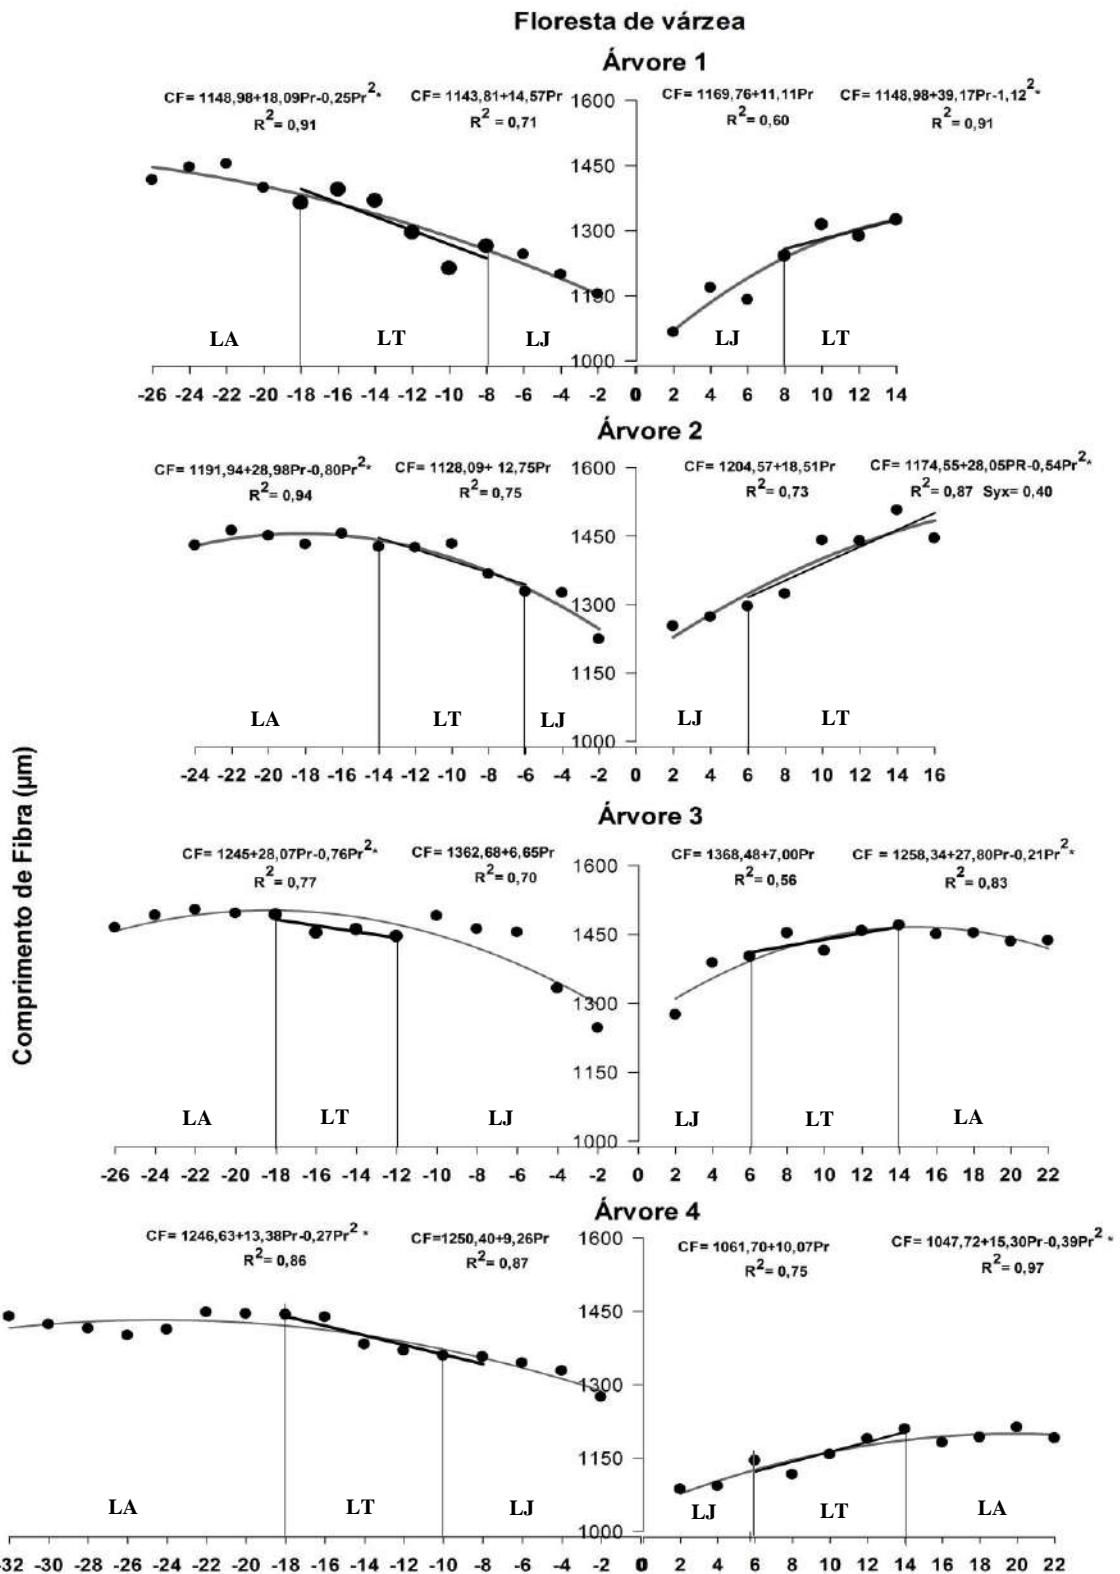 Floresta de várzea
Árvore 1
CF= 1148,98+18,09Pr-0,25Pr²* CF= 1143,81+14,57Pr CF= 1169,76+11,11Pr CF= 1148,98+39,17Pr-1,12²*
R²= 0,91 R²= 0,71 R²= 0,60 R²= 0,91
1600
1450
1300
1190
1000
LA LT LJ LJ LT
-26 -24 -22 -20 -18 -16 -14 -12 -10 -8 -6 -4 -2 0 2 4 6 8 10 12 14
Árvore 2
CF= 1191,94+28,98Pr-0,80Pr²* CF= 1128,09+ 12,75Pr CF= 1204,57+18,51Pr CF= 1174,55+28,05PR-0,54Pr²*
R²= 0,94 R²= 0,75 R²= 0,73 R²= 0,87 Syx= 0,40
1600
1450
1300
1150
1000
LA LT LJ LJ LT
-24 -22 -20 -18 -16 -14 -12 -10 -8 -6 -4 -2 0 2 4 6 8 10 12 14 16
Comprimento de Fibra (µm)
Árvore 3
CF= 1245+28,07Pr-0,76Pr²* CF= 1362,68+6,65Pr CF= 1368,48+7,00Pr CF= 1258,34+27,80Pr-0,21Pr²*
R²= 0,77 R²= 0,70 R²= 0,56 R²= 0,83
1600
1450
1300
1150
1000
LA LT LJ LJ LT LA
-26 -24 -22 -20 -18 -16 -14 -12 -10 -8 -6 -4 -2 0 2 4 6 8 10 12 14 16 18 20 22
Árvore 4
CF= 1246,63+13,38Pr-0,27Pr² * CF=1250,40+9,26Pr CF= 1061,70+10,07Pr CF= 1047,72+15,30Pr-0,39Pr² *
R²= 0,86 R²= 0,87 R²= 0,75 R²= 0,97
1600
1450
1300
1150
1000
LA LT LJ LJ LT LA
-32 -30 -28 -26 -24 -22 -20 -18 -16 -14 -12 -10 -8 -6 -4 -2 0 2 4 6 8 10 12 14 16 18 20 22